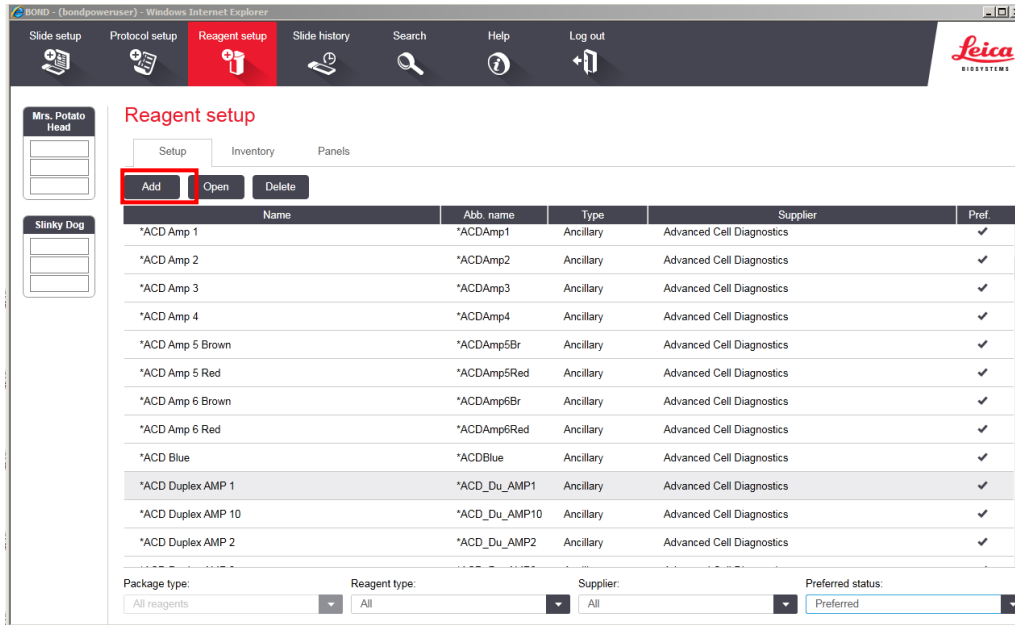 BOND - (bondpoweruser) - Windows Internet Explorer
Slide setup Protocol setup Reagent setup Slide history Search Help Log out
Leica
BIOSYSTEMS
Mrs. Potato Head
Slinky Dog
Reagent setup
Setup Inventory Panels
Add Open Delete
Name Abb. name Type Supplier Pref.
*ACD Amp 1 *ACDAmp1 Ancillary Advanced Cell Diagnostics
*ACD Amp 2 *ACDAmp2 Ancillary Advanced Cell Diagnostics
*ACD Amp 3 *ACDAmp3 Ancillary Advanced Cell Diagnostics
*ACD Amp 4 *ACDAmp4 Ancillary Advanced Cell Diagnostics
*ACD Amp 5 Brown *ACDAmp5Br Ancillary Advanced Cell Diagnostics
*ACD Amp 5 Red *ACDAmp5Red Ancillary Advanced Cell Diagnostics
*ACD Amp 6 Brown *ACDAmp6Br Ancillary Advanced Cell Diagnostics
*ACD Amp 6 Red *ACDAmp6Red Ancillary Advanced Cell Diagnostics
*ACD Blue *ACDBlue Ancillary Advanced Cell Diagnostics
*ACD Duplex AMP 1 *ACD_Du_AMP1 Ancillary Advanced Cell Diagnostics
*ACD Duplex AMP 10 *ACD_Du_AMP10 Ancillary Advanced Cell Diagnostics
*ACD Duplex AMP 2 *ACD_Du_AMP2 Ancillary Advanced Cell Diagnostics
Package type: Reagent type: Supplier: Preferred status:
All reagents All All Preferred